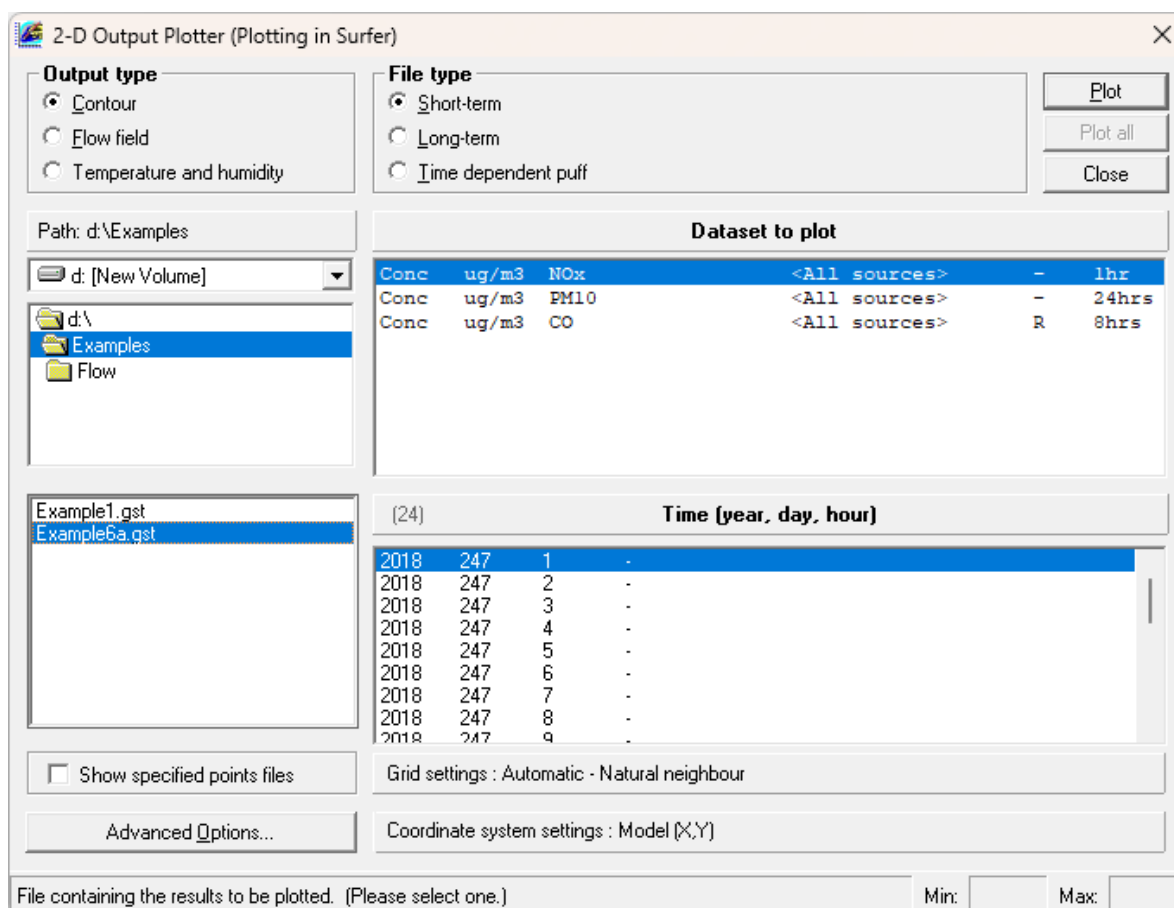 2-D Output Plotter (Plotting in Surfer)
Output type
Contour
Flow field
Temperature and humidity
File type
Short-term
Long-term
Time dependent puff
Plot
Plot all
Close
Path: d:\Examples
d: [New Volume]
d:\
Examples
Flow
Dataset to plot
Conc ug/m3 NOx <All sources> - 1hr
Conc ug/m3 PM10 <All sources> - 24hrs
Conc ug/m3 CO <All sources> R 8hrs
Example1.gst
Example6a.gst
(24) Time (year, day, hour)
2018 247 1 -
2018 247 2 -
2018 247 3 -
2018 247 4 -
2018 247 5 -
2018 247 6 -
2018 247 7 -
2018 247 8 -
2018 247 9 -
Show specified points files
Advanced Options...
Grid settings : Automatic - Natural neighbour
Coordinate system settings : Model (X,Y)
File containing the results to be plotted. (Please select one.)
Min:
Max: